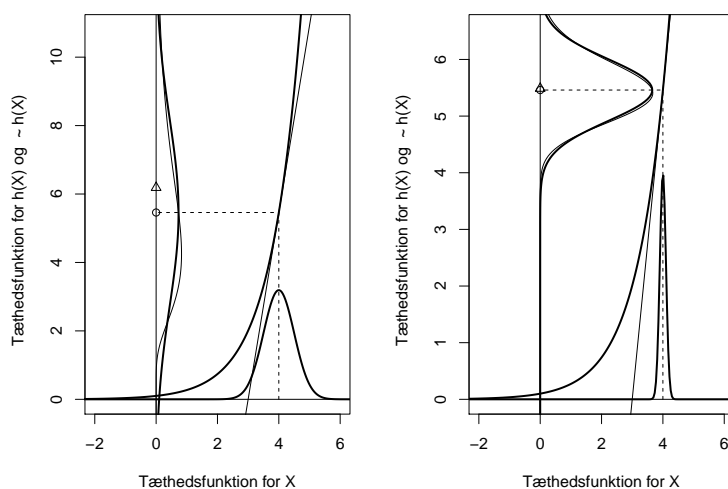 Tæthedsfunktion for h(X) og ~ h(X)
10
8
6
4
2
0
−2 0 2 4 6
Tæthedsfunktion for X
Tæthedsfunktion for h(X) og ~ h(X)
6
5
4
3
2
1
0
−2 0 2 4 6
Tæthedsfunktion for X